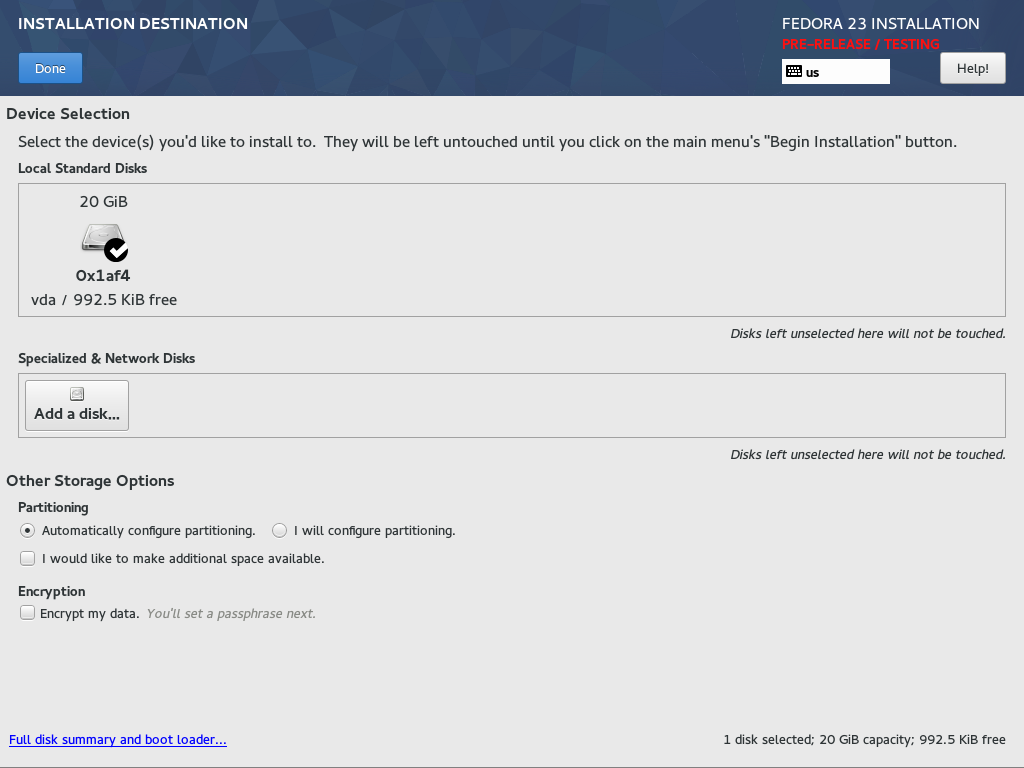 INSTALLATION DESTINATION
FEDORA 23 INSTALLATION
PRE-RELEASE / TESTING
Done
us
Help!
Device Selection
Select the device(s) you'd like to install to.  They will be left untouched until you click on the main menu's "Begin Installation" button.
Local Standard Disks
20 GiB
0x1af4
vda / 992.5 KiB free
Disks left unselected here will not be touched.
Specialized & Network Disks
Add a disk...
Disks left unselected here will not be touched.
Other Storage Options
Partitioning
Automatically configure partitioning. I will configure partitioning.
I would like to make additional space available.
Encryption
Encrypt my data. You'll set a passphrase next.
Full disk summary and boot loader... 1 disk selected; 20 GiB capacity; 992.5 KiB free